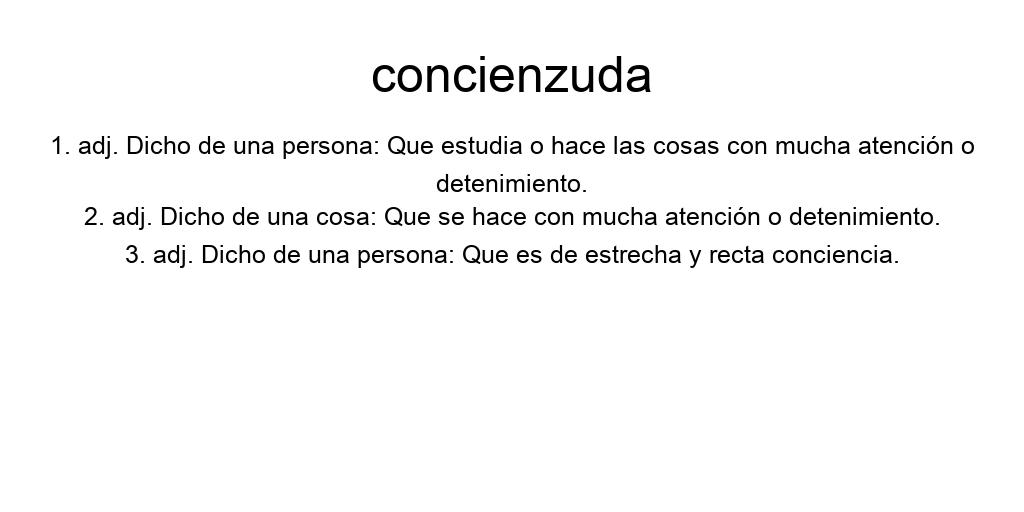 concienzuda
1. adj. Dicho de una persona: Que estudia o hace las cosas con mucha atención o
detenimiento.
2. adj. Dicho de una cosa: Que se hace con mucha atención o detenimiento.
3. adj. Dicho de una persona: Que es de estrecha y recta conciencia.